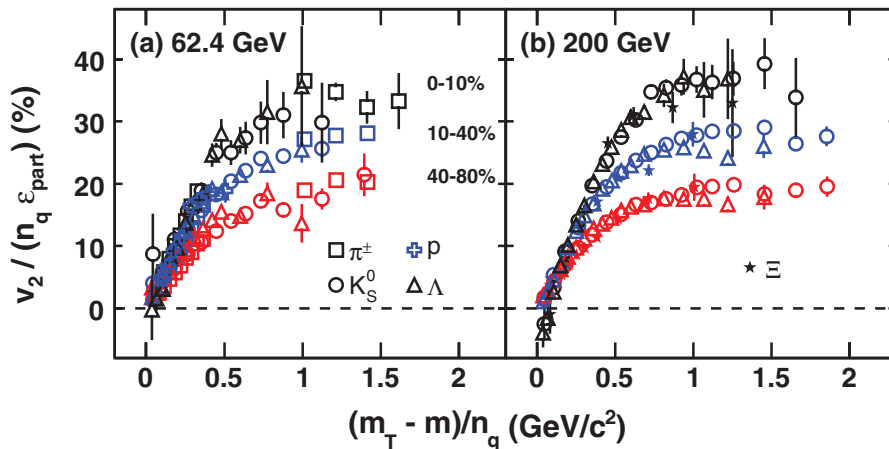 v2 / (nq εpart) (%)
40
30
20
10
0
(a) 62.4 GeV
0-10%
10-40%
40-80%
π±
p
K0S
Λ
0 0.5 1 1.5 2
(b) 200 GeV
Ξ
0 0.5 1 1.5 2
(mT - m)/nq (GeV/c2)